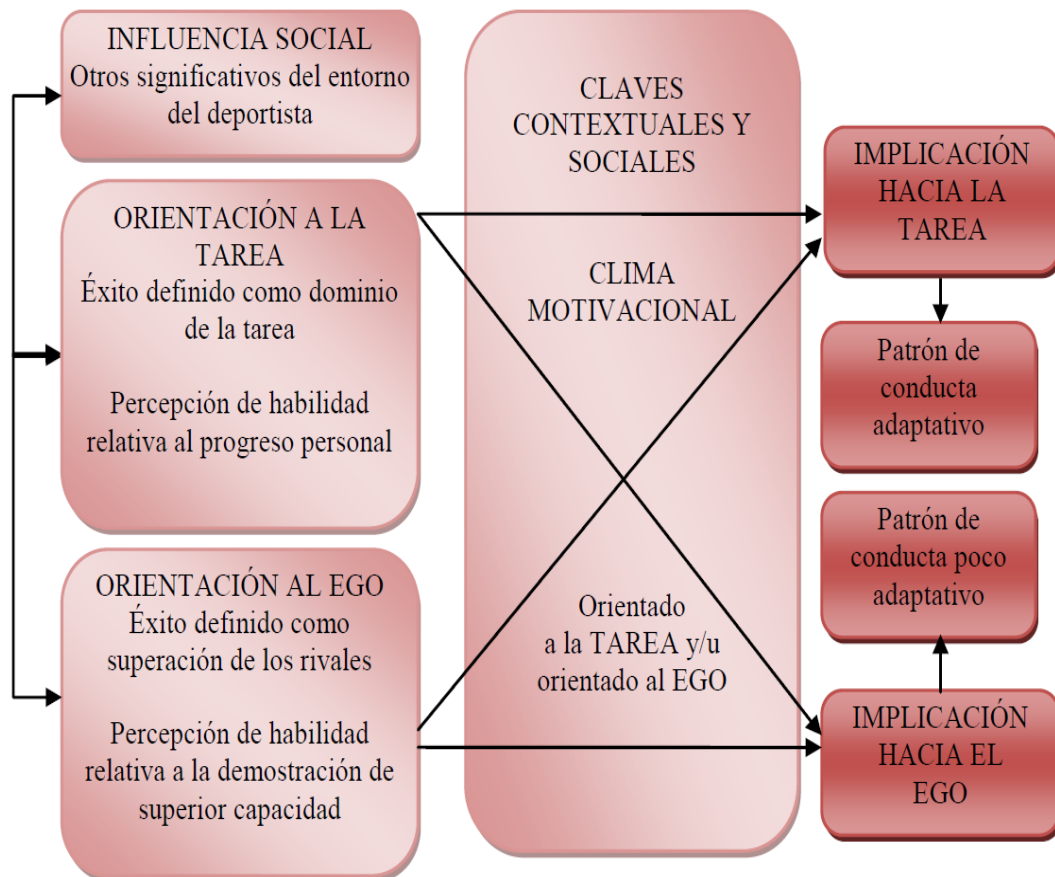 INFLUENCIA SOCIAL
Otros significativos del entorno
del deportista
ORIENTACIÓN A LA
TAREA
Éxito definido como dominio
de la tarea
Percepción de habilidad
relativa al progreso personal
ORIENTACIÓN AL EGO
Éxito definido como
superación de los rivales
Percepción de habilidad
relativa a la demostración de
superior capacidad
CLAVES
CONTEXTUALES Y
SOCIALES
CLIMA
MOTIVACIONAL
Orientado
a la TAREA y/u
orientado al EGO
IMPLICACIÓN
HACIA LA
TAREA
Patrón de
conducta
adaptativo
Patrón de
conducta poco
adaptativo
IMPLICACIÓN
HACIA EL
EGO